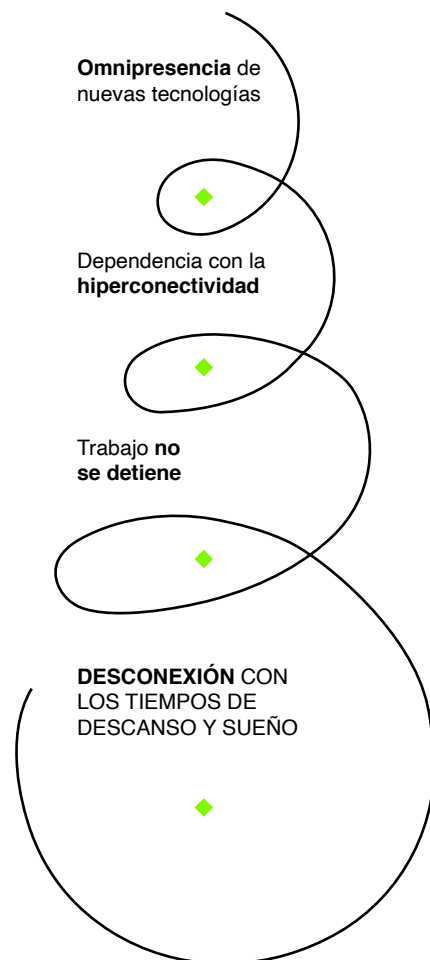 Omnipresencia de
nuevas tecnologías
Dependencia con la
hiperconectividad
Trabajo no
se detiene
DESCONEXIÓN CON
LOS TIEMPOS DE
DESCANSO Y SUEÑO